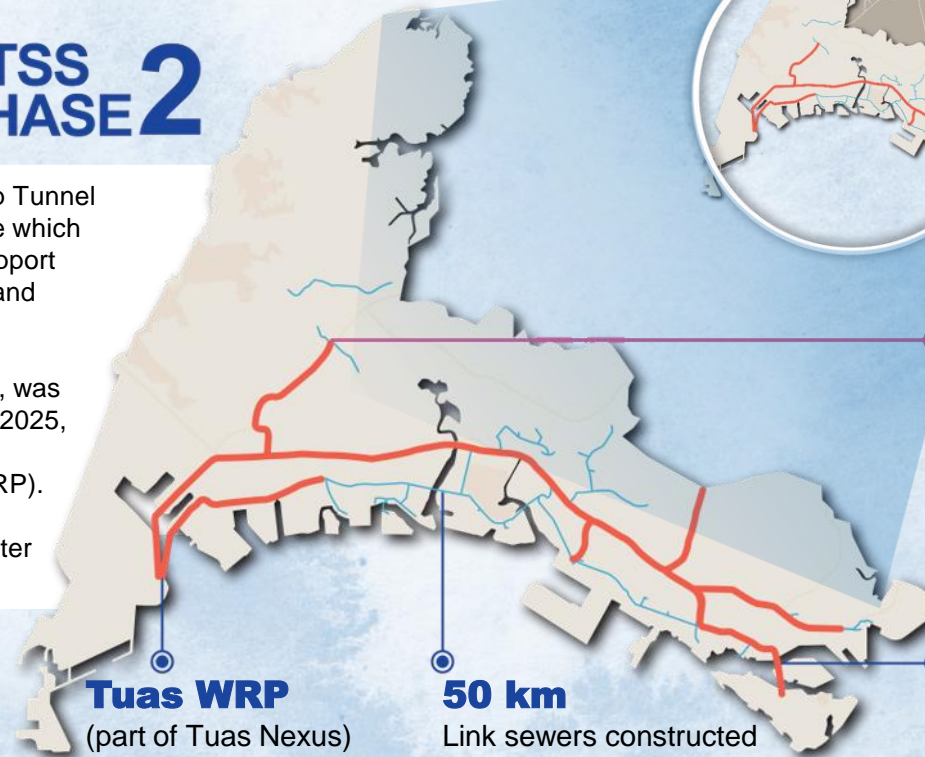 TSS
HASE 2
Tunnel
e which
pport
and
, was
2025,
RP).
ter
Tuas WRP
(part of Tuas Nexus)
50 km
Link sewers constructed